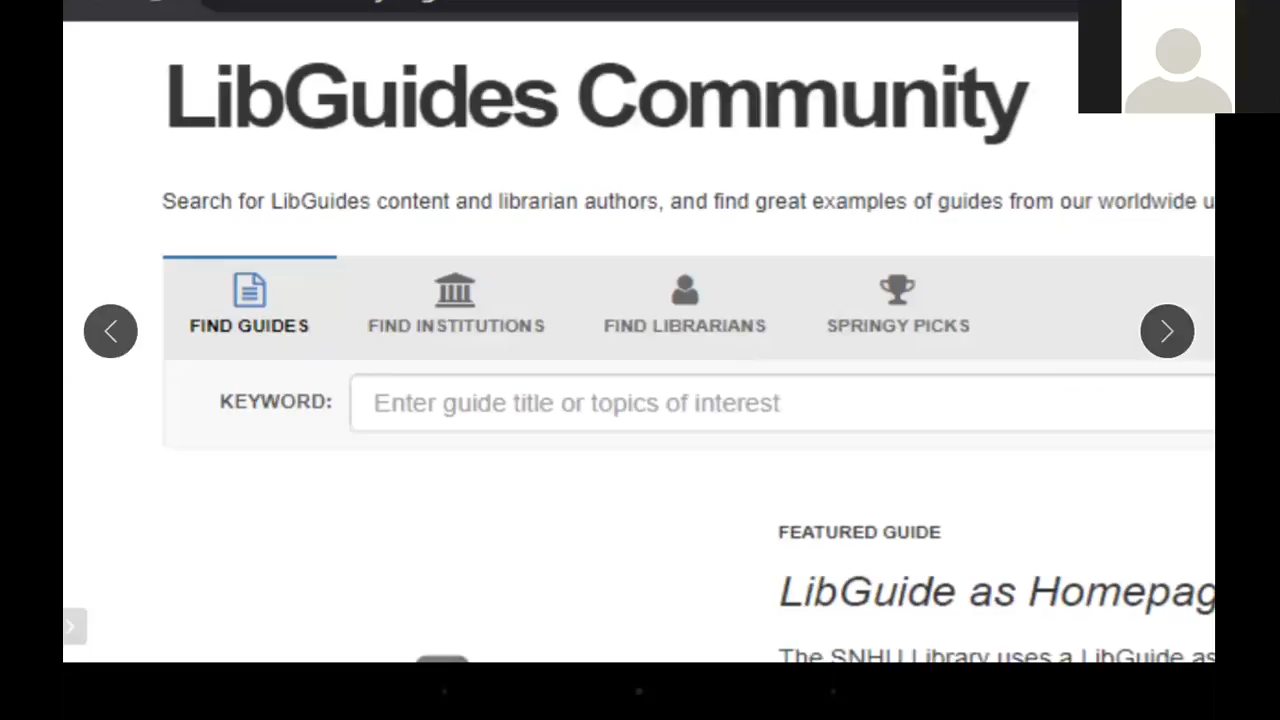 LibGuides Community
Search for LibGuides content and librarian authors, and find great examples of guides from our worldwide u
FIND GUIDES
FIND INSTITUTIONS
FIND LIBRARIANS
SPRINGY PICKS
KEYWORD:
Enter guide title or topics of interest
FEATURED GUIDE
LibGuide as Homepag
The SNHU Library uses a LibGuide as